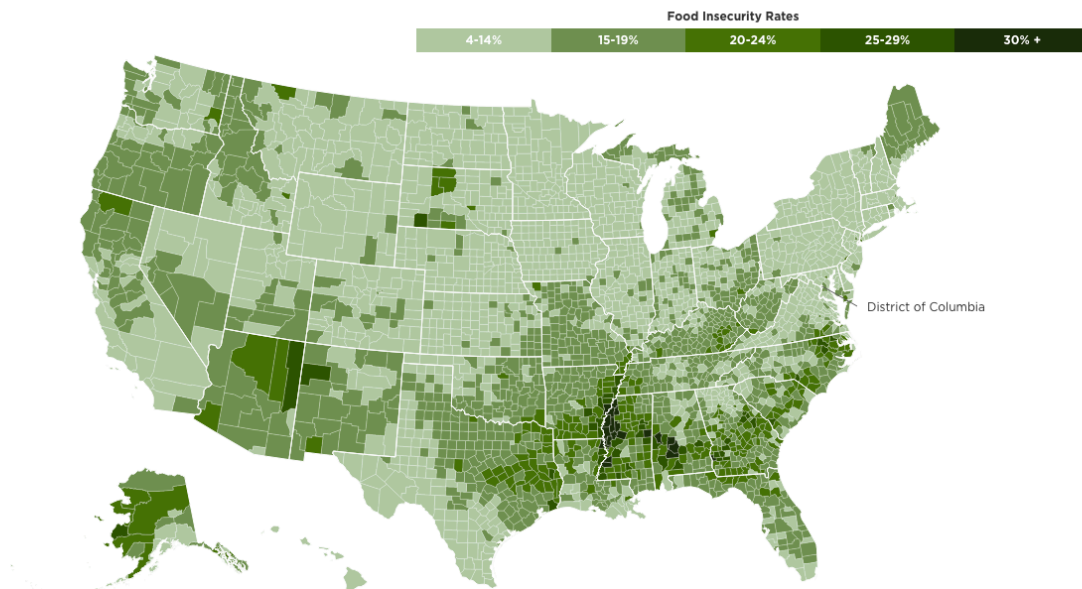 Food Insecurity Rates
4-14% 15-19% 20-24% 25-29% 30% +
District of Columbia